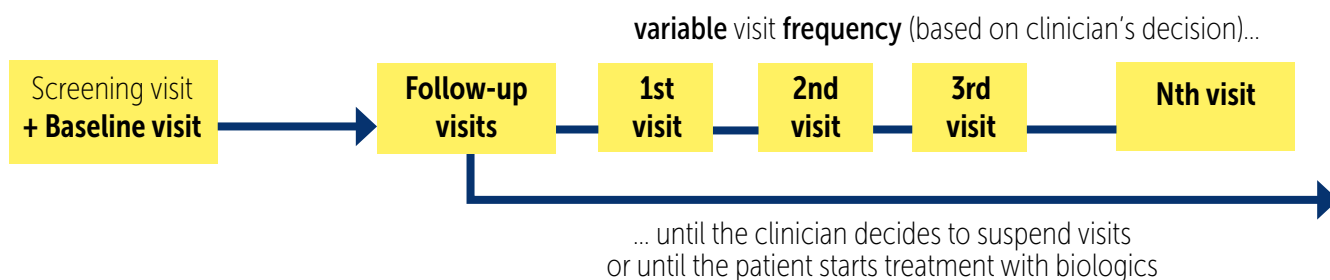 variable visit frequency (based on clinician's decision)...
Screening visit
+ Baseline visit
Follow-up
visits
1st
visit
2nd
visit
3rd
visit
Nth visit
... until the clinician decides to suspend visits
or until the patient starts treatment with biologics